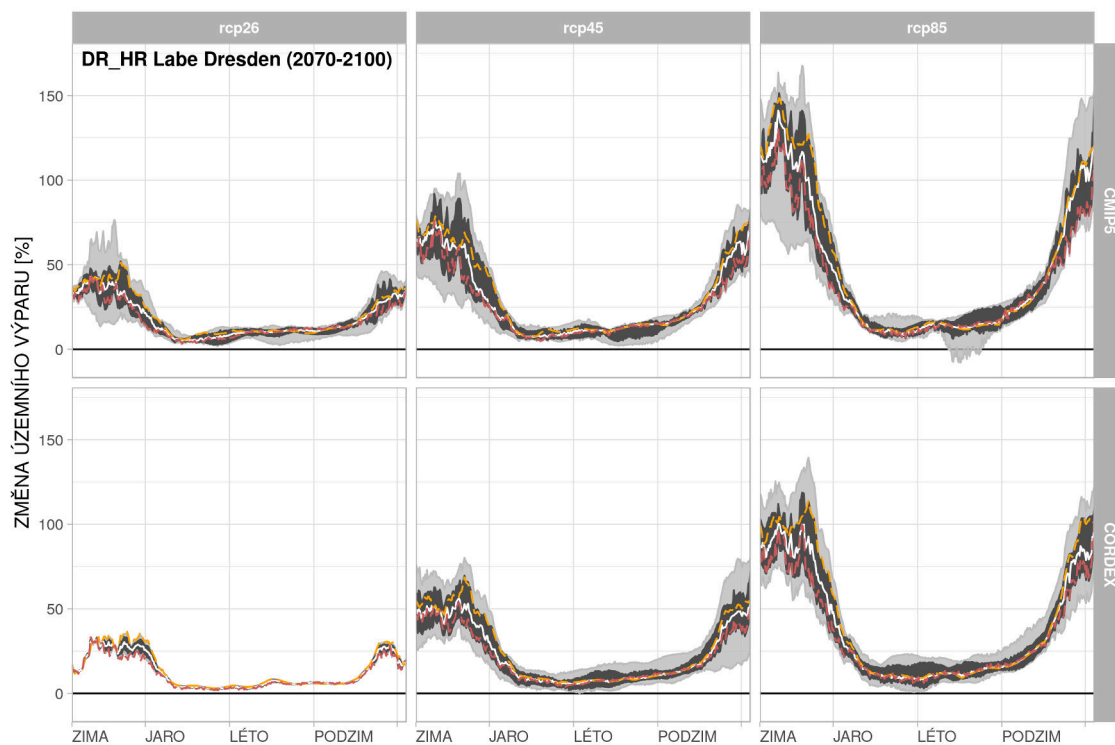 rcp26 rcp45 rcp85
DR_HR Labe Dresden (2070-2100)
150
100
50
0
CMIP5
ZMĚNA ÚZEMNÍHO VÝPARU [%]
150
100
50
0
CORDEX
ZIMA JARO LÉTO PODZIM ZIMA JARO LÉTO PODZIM ZIMA JARO LÉTO PODZIM